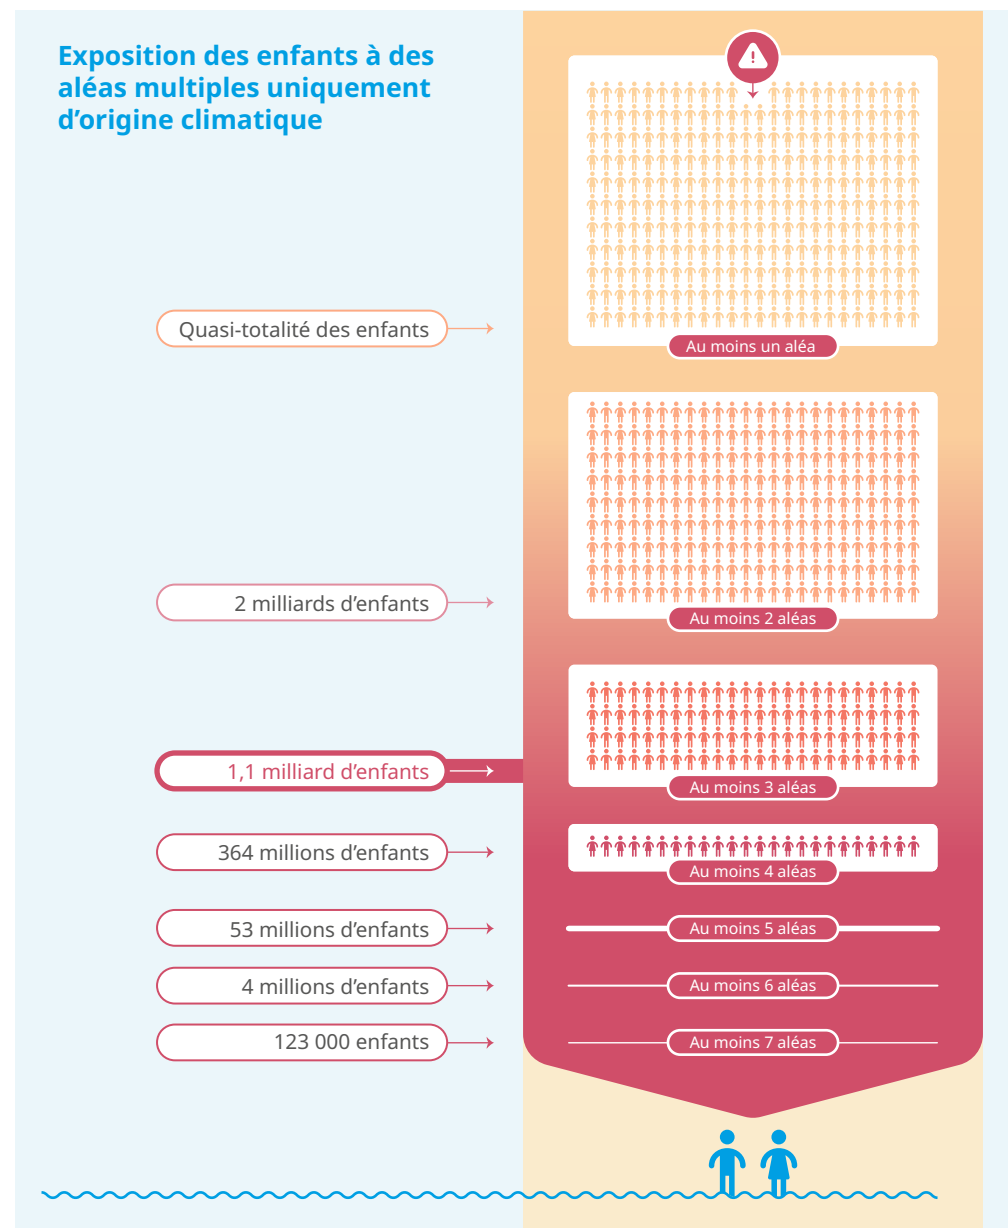 Exposition des enfants à des
aléas multiples uniquement
d’origine climatique
Quasi-totalité des enfants
Au moins un aléa
2 milliards d’enfants
Au moins 2 aléas
1,1 milliard d’enfants
Au moins 3 aléas
364 millions d’enfants
Au moins 4 aléas
53 millions d’enfants
Au moins 5 aléas
4 millions d’enfants
Au moins 6 aléas
123 000 enfants
Au moins 7 aléas